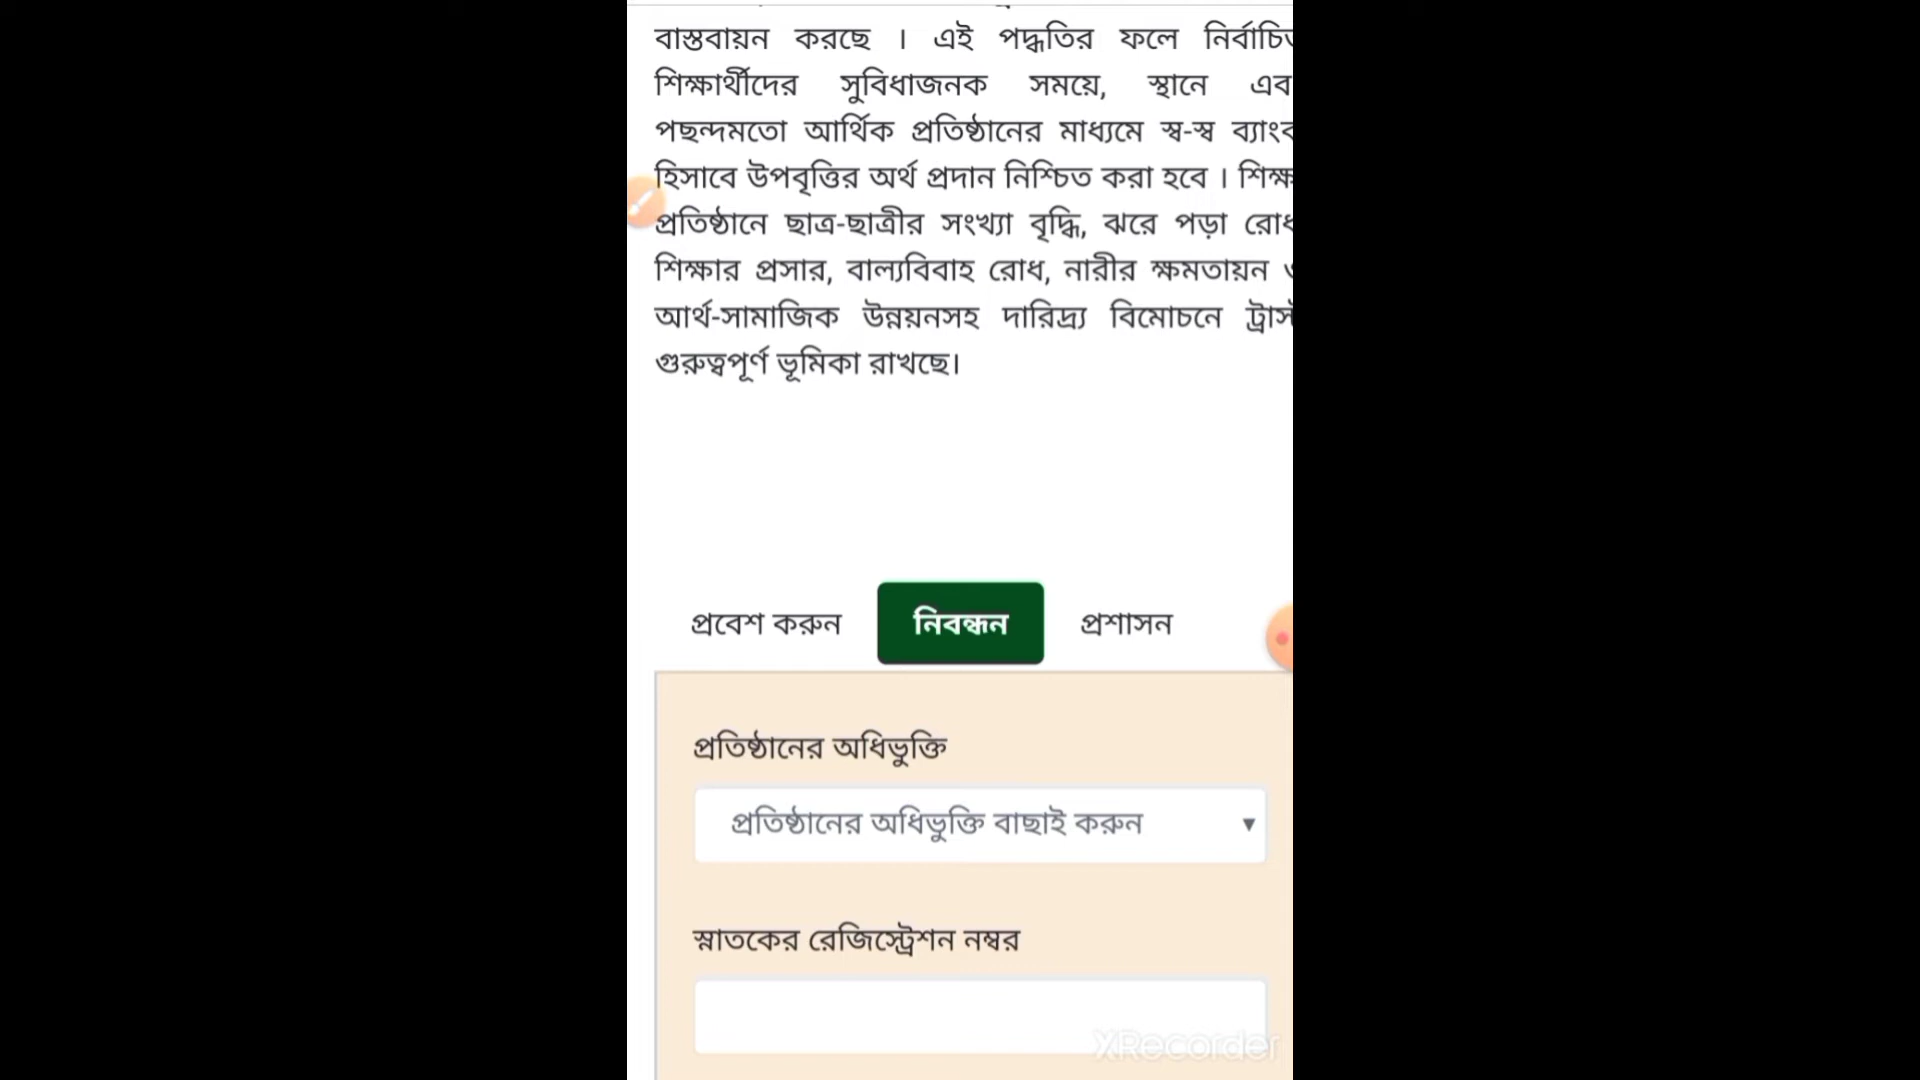 বাস্তবায়ন করছে । এই পদ্ধতির ফলে
শিক্ষার্থীদের সুবিধাজনক সময়ে, স্থানে
পছন্দমতো আর্থিক প্রতিষ্ঠানের মাধ্যমে স্ব-স্ব
হিসাবে উপবৃত্তির অর্থ প্রদান নিশ্চিত করা হবে ।
প্রতিষ্ঠানে ছাত্র-ছাত্রীর সংখ্যা বৃদ্ধি, ঝরে পড়া
শিক্ষার প্রসার, বাল্যবিবাহ রোধ, নারীর ক্ষমতায়ন
আর্থ-সামাজিক উন্নয়নসহ দারিদ্র্য বিমোচনে
গুরুত্বপূর্ণ ভূমিকা রাখছে।
প্রবেশ করুন নিবন্ধন প্রশাসন
প্রতিষ্ঠানের অধিভুক্তি
প্রতিষ্ঠানের অধিভুক্তি বাছাই করুন
স্নাতকের রেজিস্ট্রেশন নম্বর
XRecorder